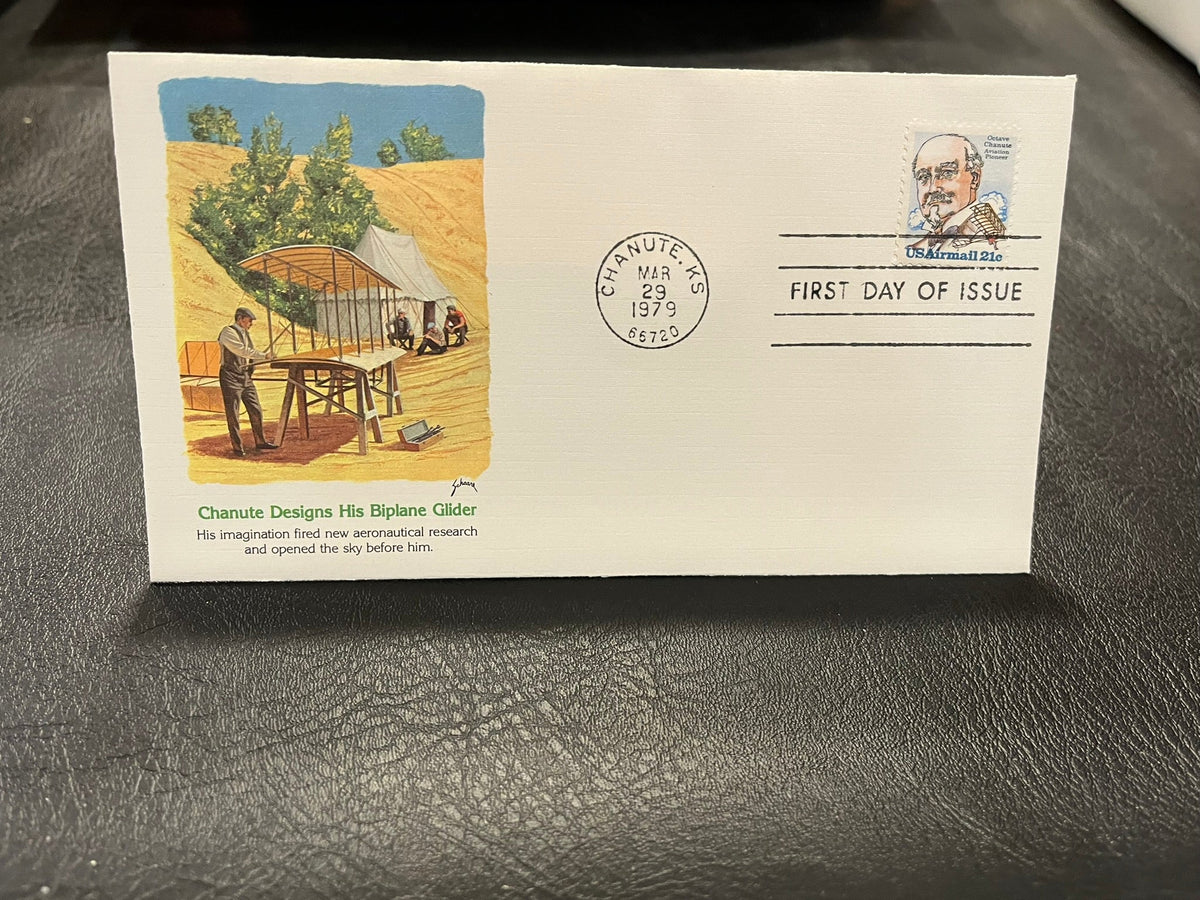 Octave
Chanute
Aviation
Pioneer
USAirmail 21c
CHANUTE, KS
MAR
29
1979
66720
FIRST DAY OF ISSUE
Chanute Designs His Biplane Glider
His imagination fired new aeronautical research
and opened the sky before him.